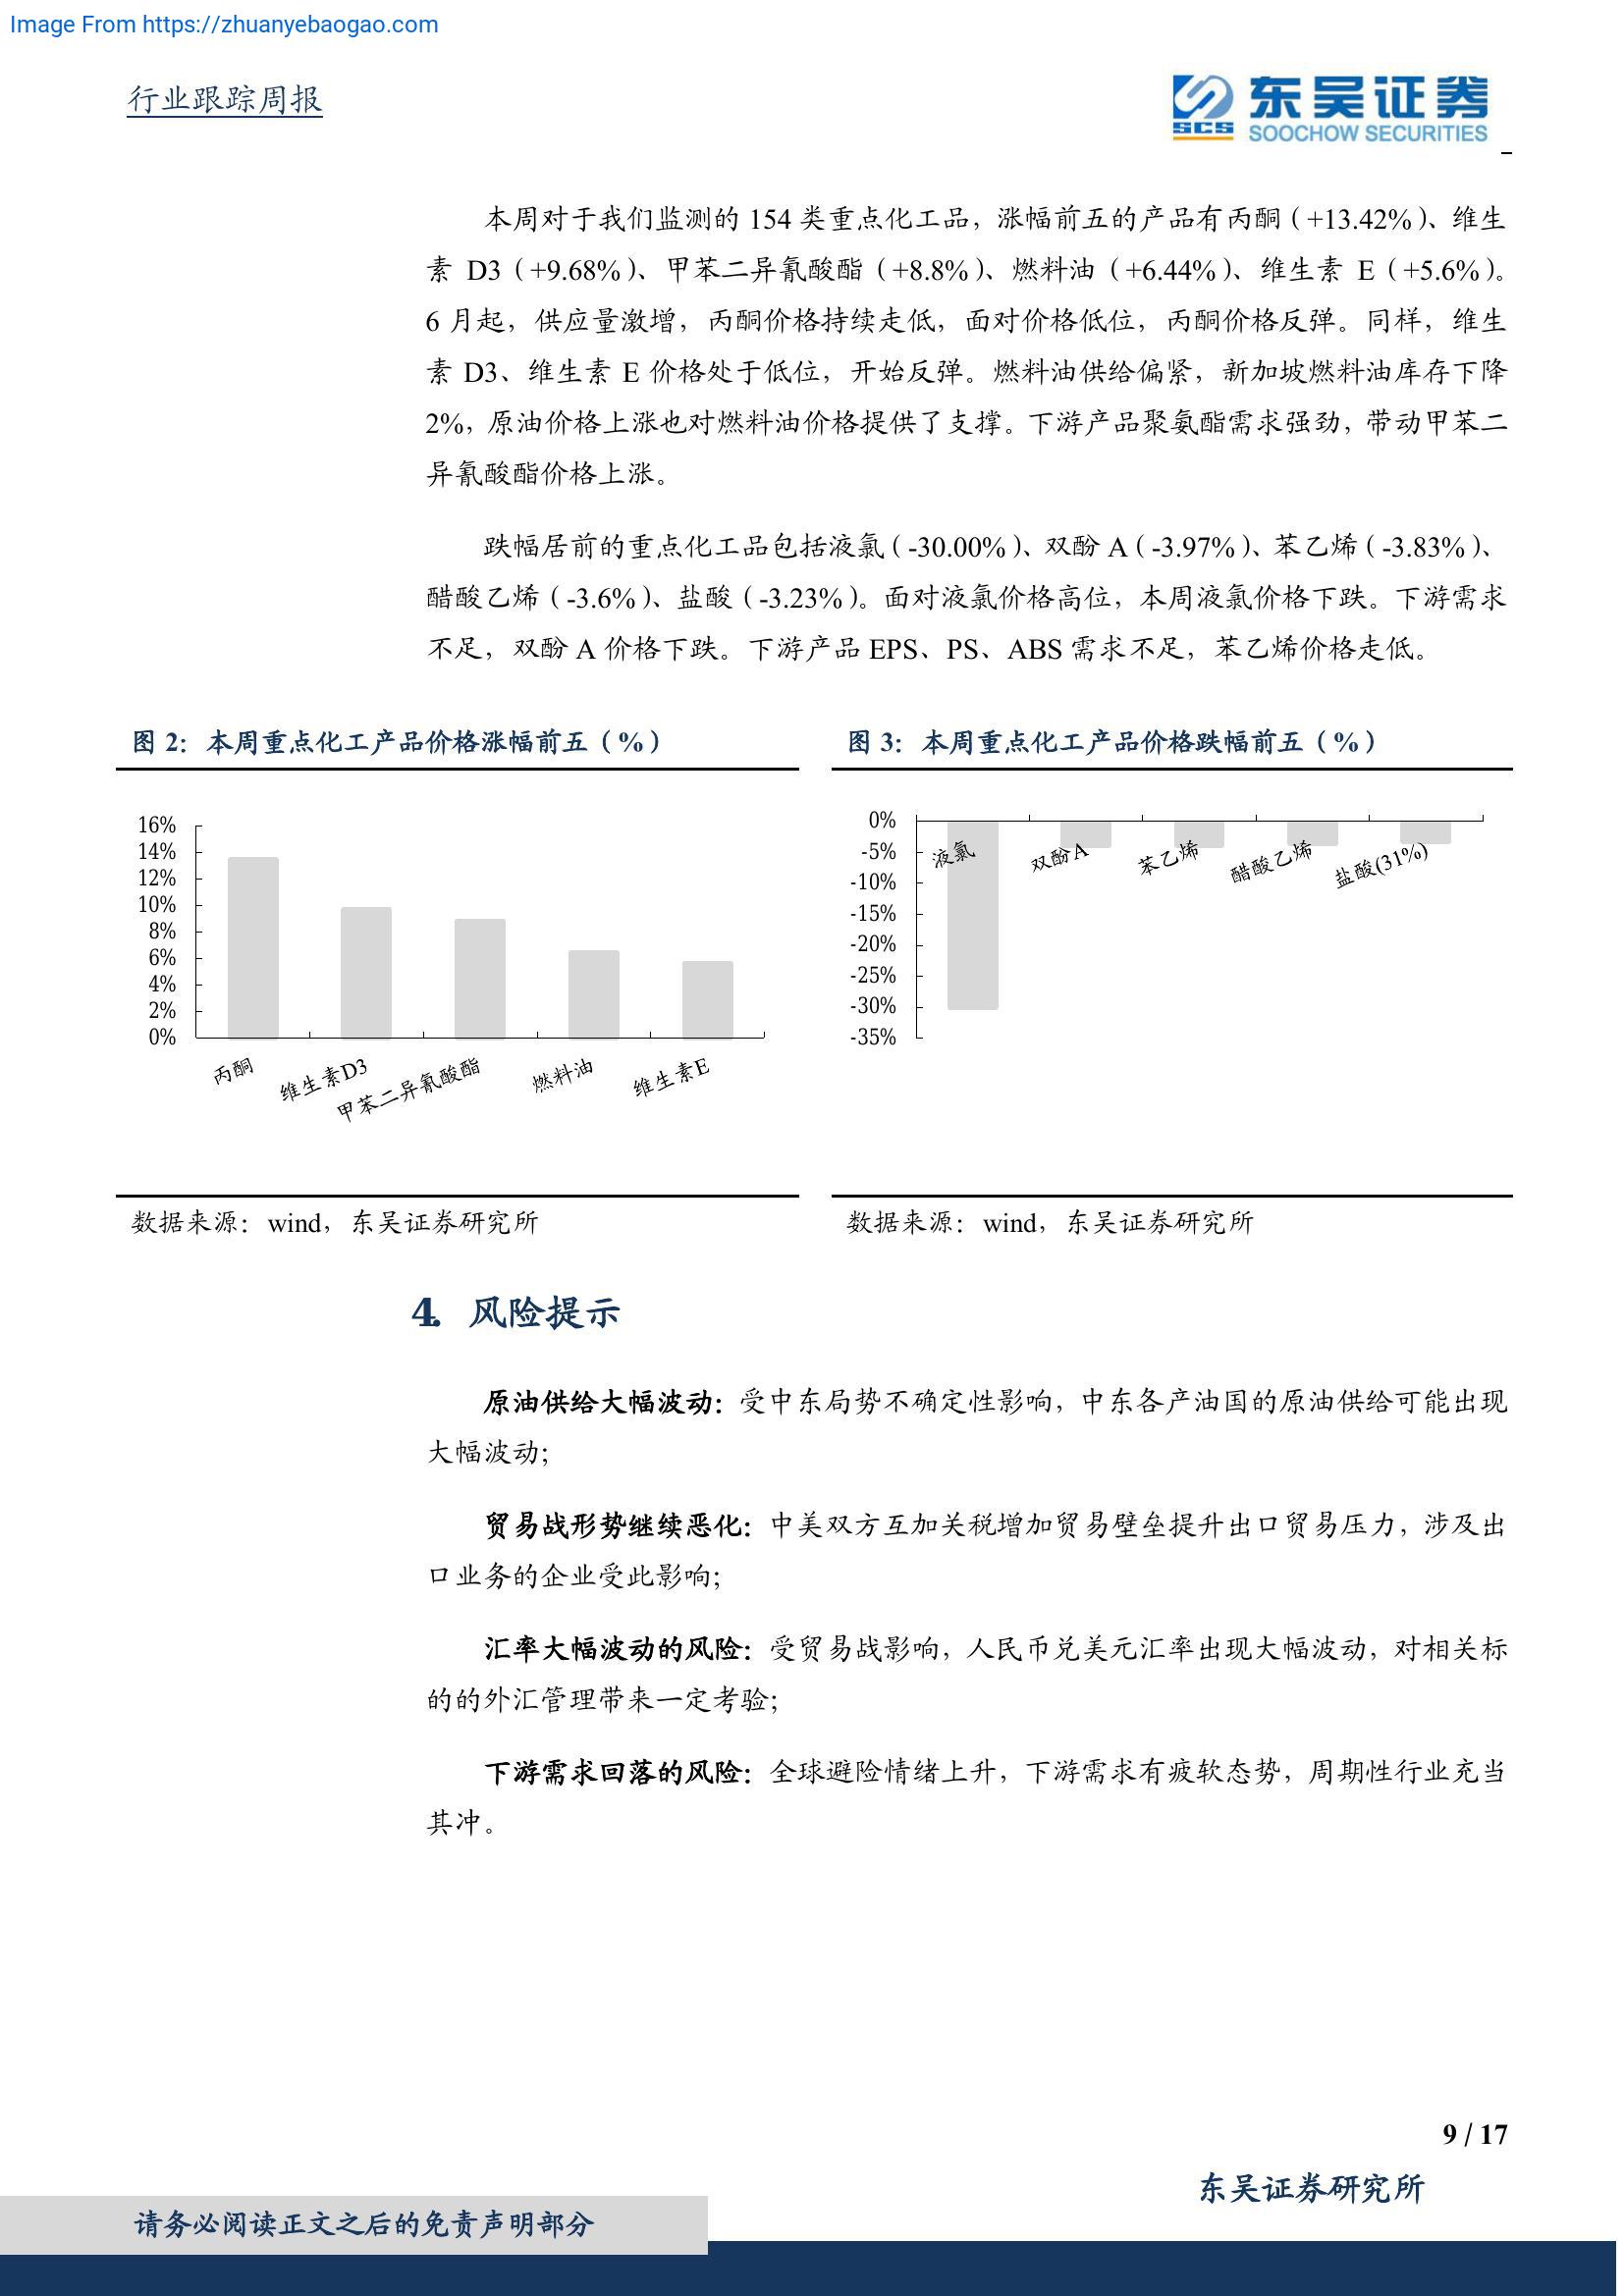 Image From https://zhuanyebaogao.com
行业跟踪周报
SCS 东吴证券
SOOCHOW SECURITIES
本周对于我们监测的 154 类重点化工品，涨幅前五的产品有丙酮（+13.42%）、维生
素 D3（+9.68%）、甲苯二异氰酸酯（+8.8%）、燃料油（+6.44%）、维生素 E（+5.6%）。
6 月起，供应量激增，丙酮价格持续走低，面对价格低位，丙酮价格反弹。同样，维生
素 D3、维生素 E 价格处于低位，开始反弹。燃料油供给偏紧，新加坡燃料油库存下降
2%，原油价格上涨也对燃料油价格提供了支撑。下游产品聚氨酯需求强劲，带动甲苯二
异氰酸酯价格上涨。
跌幅居前的重点化工品包括液氯（-30.00%）、双酚 A（-3.97%）、苯乙烯（-3.83%）、
醋酸乙烯（-3.6%）、盐酸（-3.23%）。面对液氯价格高位，本周液氯价格下跌。下游需求
不足，双酚 A 价格下跌。下游产品 EPS、PS、ABS 需求不足，苯乙烯价格走低。
图 2：本周重点化工产品价格涨幅前五（%）
16%
14%
12%
10%
8%
6%
4%
2%
0%
丙酮
维生素D3
甲苯二异氰酸酯
燃料油
维生素E
数据来源：wind，东吴证券研究所
图 3：本周重点化工产品价格跌幅前五（%）
0%
-5%
-10%
-15%
-20%
-25%
-30%
-35%
液氯
双酚A
苯乙烯
醋酸乙烯
盐酸(31%)
数据来源：wind，东吴证券研究所
4. 风险提示
原油供给大幅波动：受中东局势不确定性影响，中东各产油国的原油供给可能出现
大幅波动；
贸易战形势继续恶化：中美双方互加关税增加贸易壁垒提升出口贸易压力，涉及出
口业务的企业受此影响；
汇率大幅波动的风险：受贸易战影响，人民币兑美元汇率出现大幅波动，对相关标
的的外汇管理带来一定考验；
下游需求回落的风险：全球避险情绪上升，下游需求有疲软态势，周期性行业充当
其冲。
9 / 17
东吴证券研究所
请务必阅读正文之后的免责声明部分